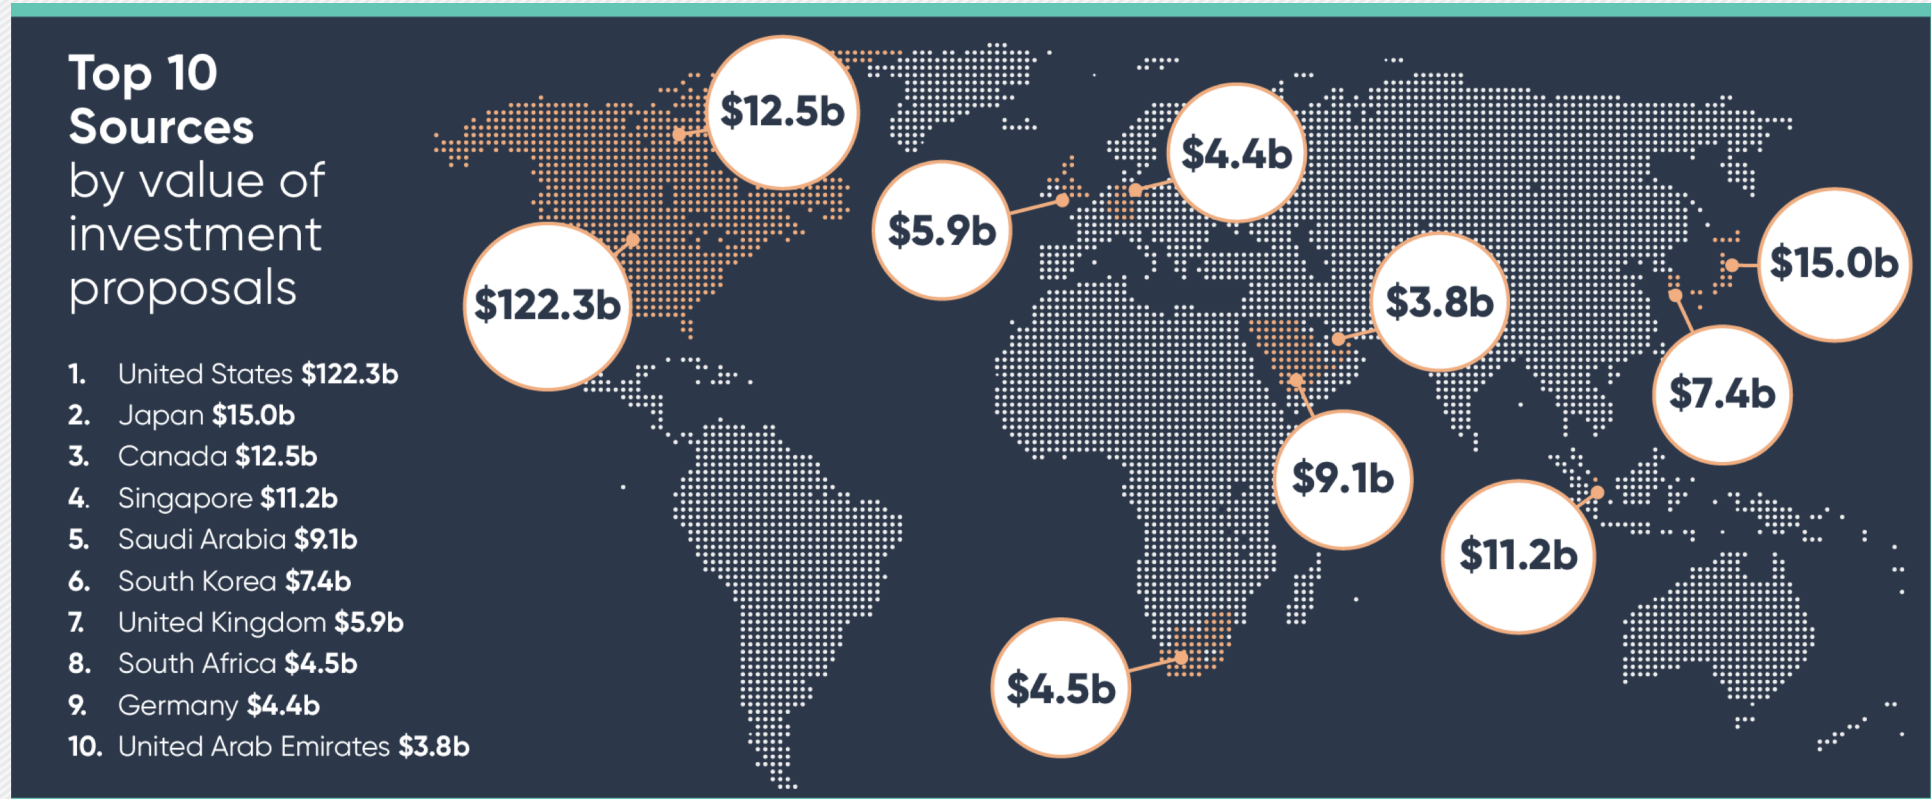 Top 10
Sources
by value of
investment
proposals
1. United States $122.3b
2. Japan $15.0b
3. Canada $12.5b
4. Singapore $11.2b
5. Saudi Arabia $9.1b
6. South Korea $7.4b
7. United Kingdom $5.9b
8. South Africa $4.5b
9. Germany $4.4b
10. United Arab Emirates $3.8b
$12.5b
$4.4b
$5.9b
$15.0b
$122.3b
$3.8b
$7.4b
$9.1b
$11.2b
$4.5b